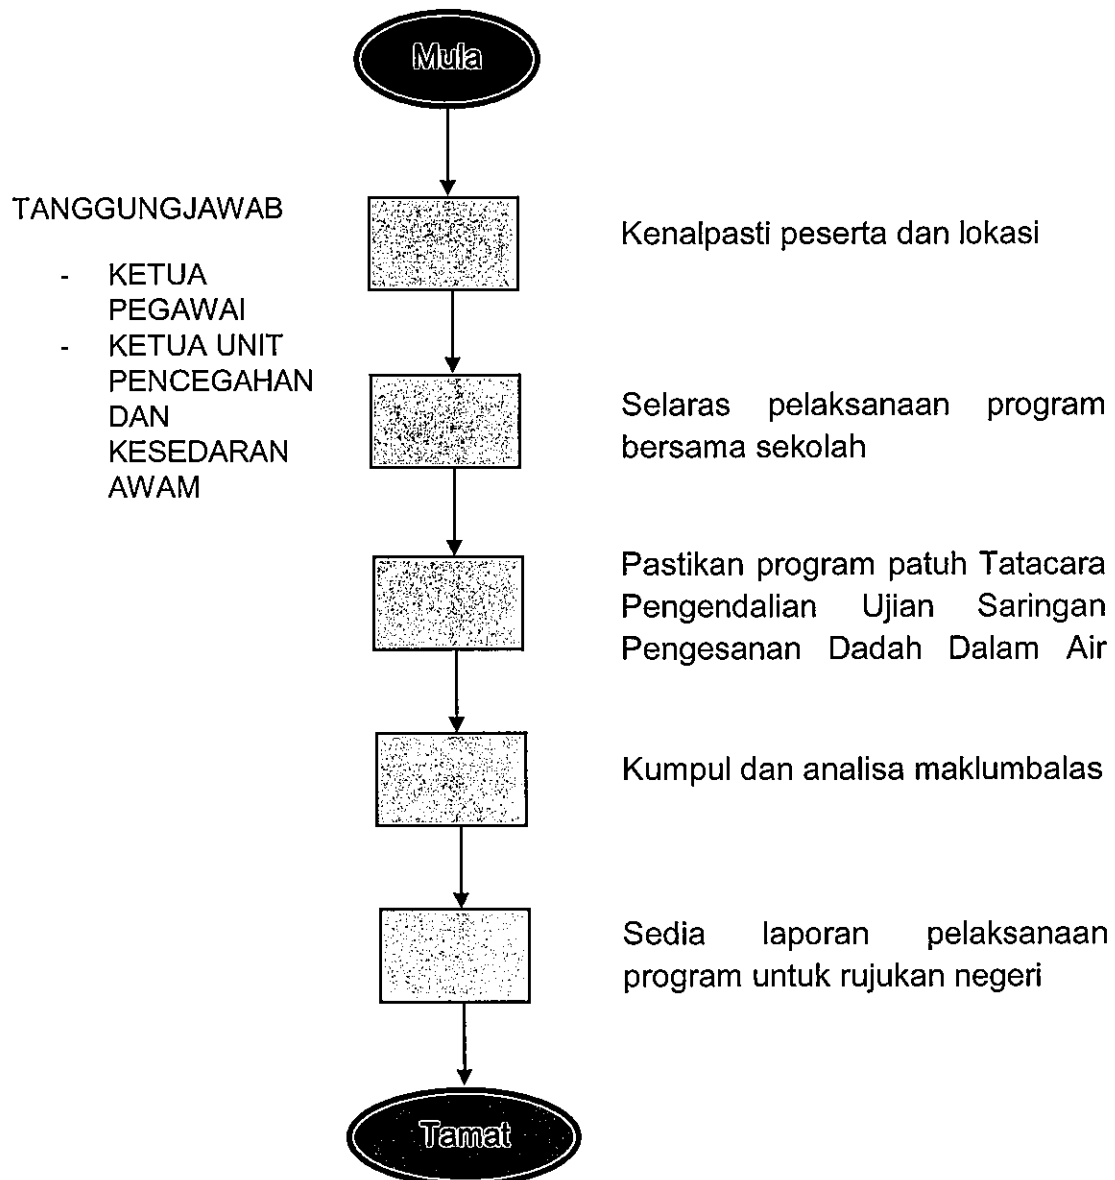 Mula
TANGGUNGJAWAB
- KETUA
PEGAWAI
- KETUA UNIT
PENCEGAHAN
DAN
KESEDARAN
AWAM
Kenalpasti peserta dan lokasi
Selaras pelaksanaan program
bersama sekolah
Pastikan program patuh Tatacara
Pengendalian Ujian Saringan
Pengesanan Dadah Dalam Air
Kumpul dan analisa maklumbalas
Sedia laporan pelaksanaan
program untuk rujukan negeri
Tamat